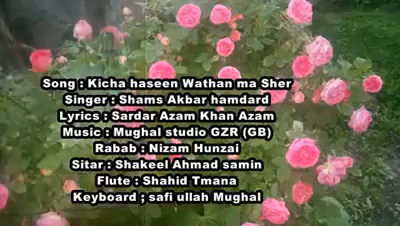 Song : Kicha haseen Wathan ma Sher
Singer : Shams Akbar hamdard
Lyrics : Sardar Azam Khan Azam
Music : Mughal studio GZR (GB)
Rabab : Nizam Hunzai
Sitar : Shakeel Ahmad samin
Flute : Shahid Tmana
Keyboard ; safi ullah Mughal